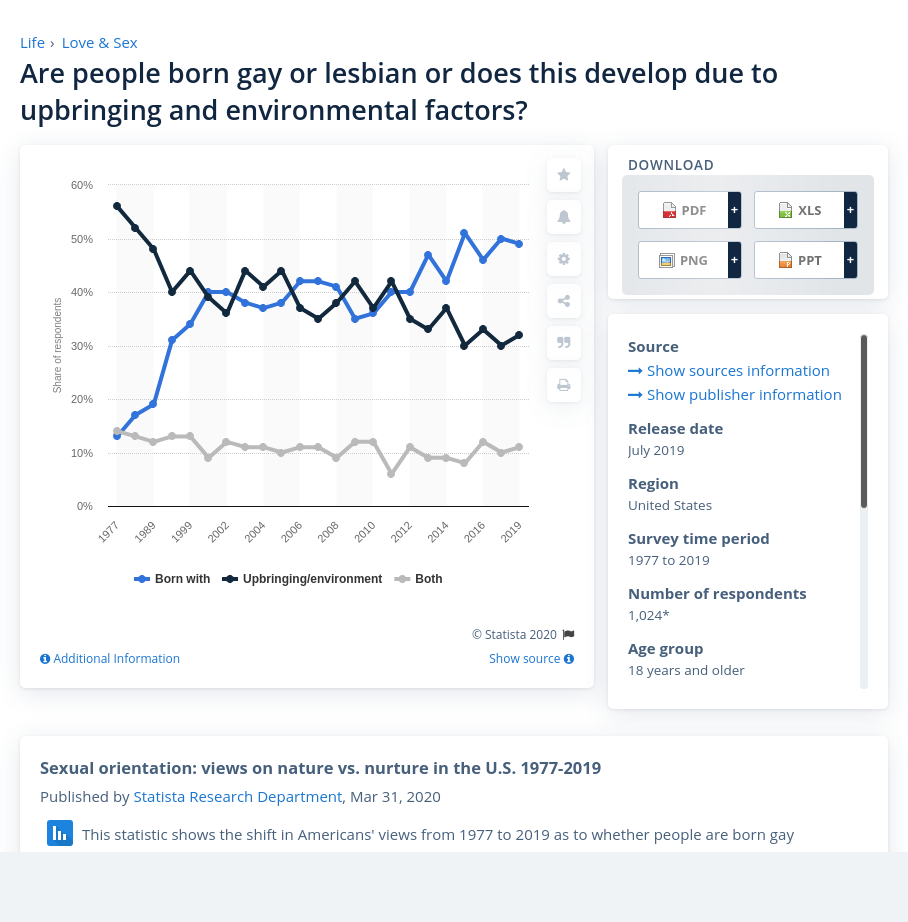 Life › Love & Sex
Are people born gay or lesbian or does this develop due to
upbringing and environmental factors?
60%
50%
40%
30%
20%
10%
0%
Share of respondents
1977
1989
1999
2002
2004
2006
2008
2010
2012
2014
2016
2019
Born with
Upbringing/environment
Both
© Statista 2020
Additional Information
Show source
DOWNLOAD
PDF +
XLS +
PNG +
PPT +
Source
Show sources information
Show publisher information
Release date
July 2019
Region
United States
Survey time period
1977 to 2019
Number of respondents
1,024*
Age group
18 years and older
Sexual orientation: views on nature vs. nurture in the U.S. 1977-2019
Published by Statista Research Department, Mar 31, 2020
This statistic shows the shift in Americans' views from 1977 to 2019 as to whether people are born gay